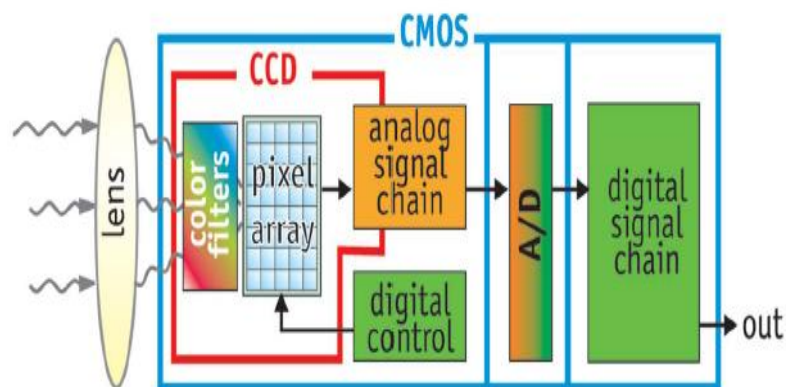 CMOS
CCD
lens
color
filters
pixel
array
analog
signal
chain
digital
control
A/D
digital
signal
chain
out